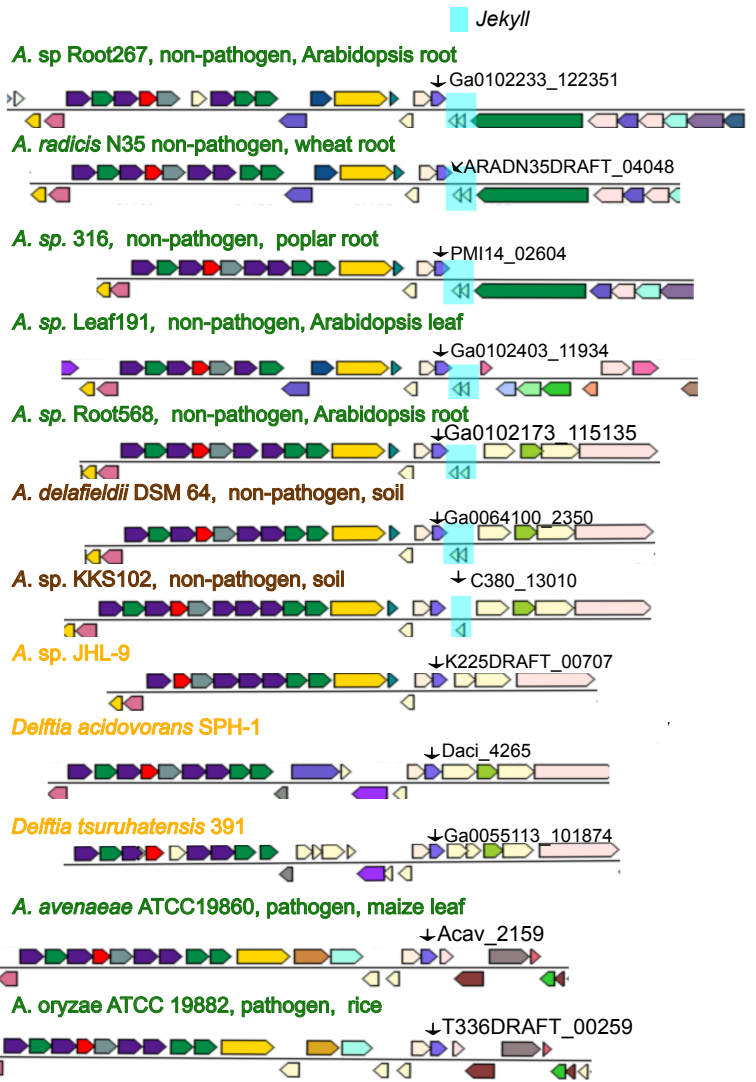 Jekyll
A. sp Root267, non-pathogen, Arabidopsis root
Ga0102233_122351
A. radicis N35 non-pathogen, wheat root
ARADN35DRAFT_04048
A. sp. 316, non-pathogen, poplar root
PMI14_02604
A. sp. Leaf191, non-pathogen, Arabidopsis leaf
Ga0102403_11934
A. sp. Root568, non-pathogen, Arabidopsis root
Ga0102173_115135
A. delafieldii DSM 64, non-pathogen, soil
Ga0064100_2350
A. sp. KKS102, non-pathogen, soil
C380_13010
A. sp. JHL-9
K225DRAFT_00707
Delftia acidovorans SPH-1
Daci_4265
Delftia tsuruhatensis 391
Ga0055113_101874
A. avenaeae ATCC19860, pathogen, maize leaf
Acav_2159
A. oryzae ATCC 19882, pathogen, rice
T336DRAFT_00259